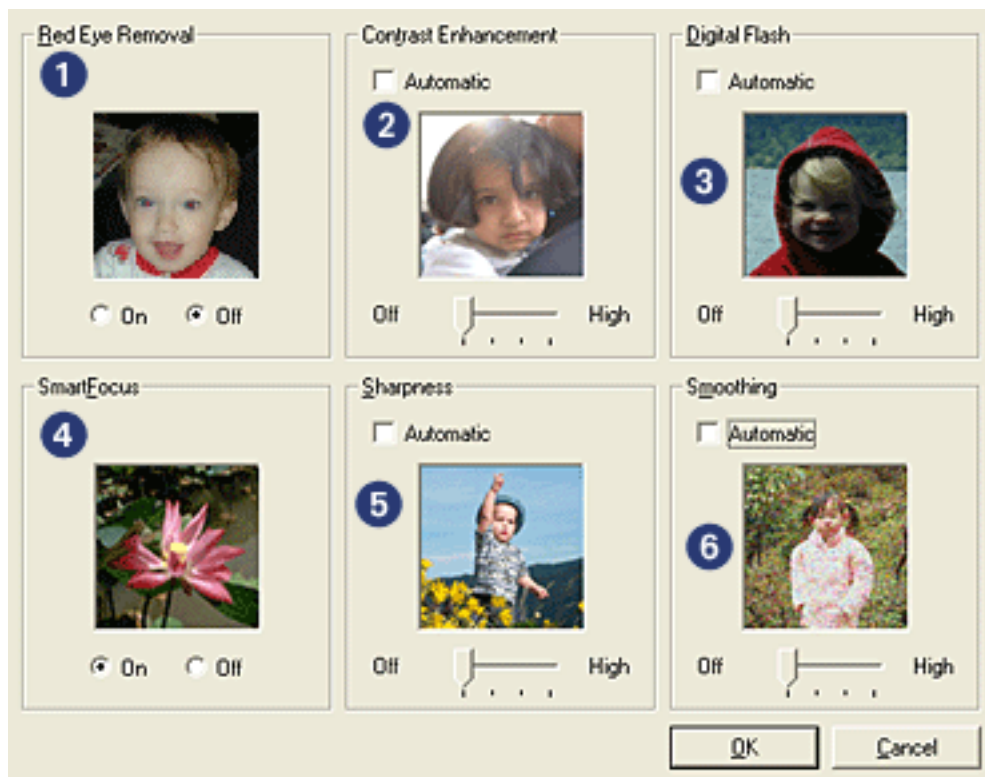 Red Eye Removal
1
On Off
Contrast Enhancement
Automatic
2
Off High
Digital Flash
Automatic
3
Off High
SmartFocus
4
On Off
Sharpness
Automatic
5
Off High
Smoothing
Automatic
6
Off High
OK Cancel